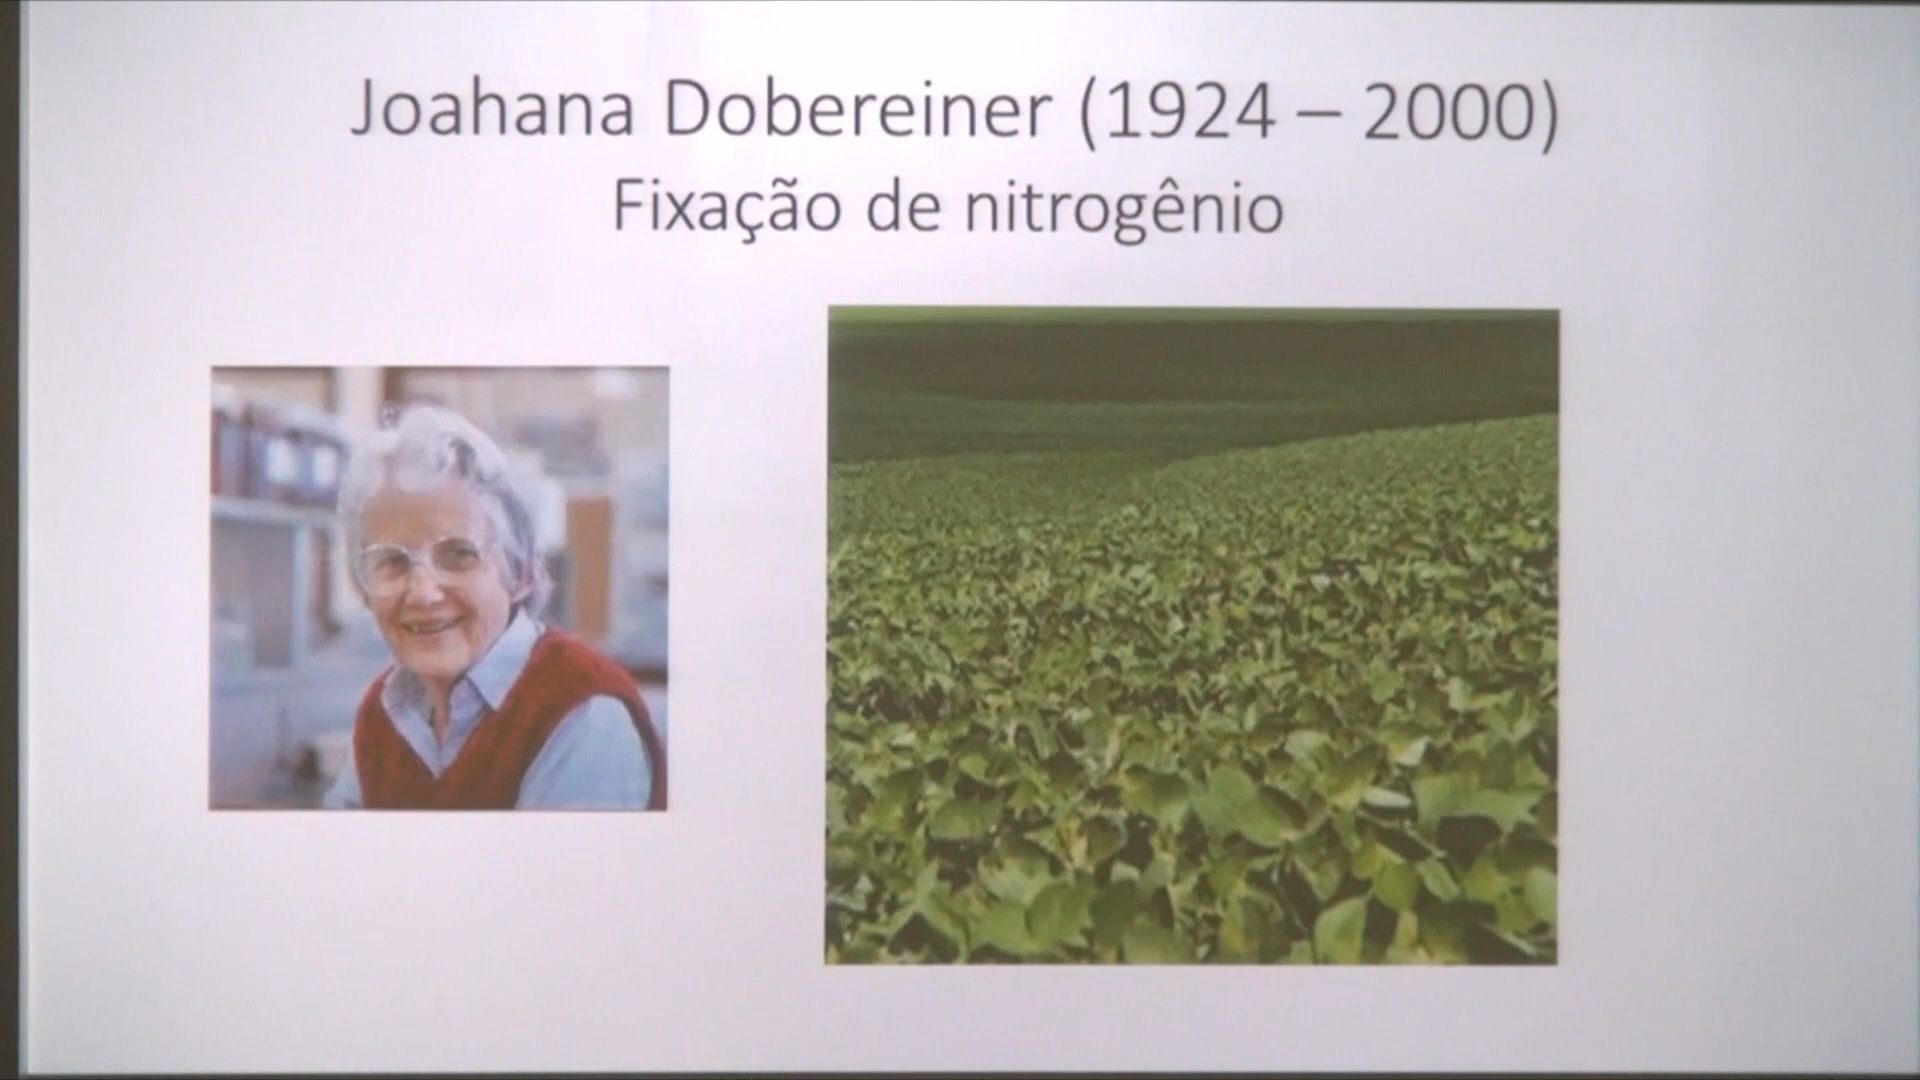 Joahana Dobereiner (1924 – 2000)
Fixação de nitrogênio